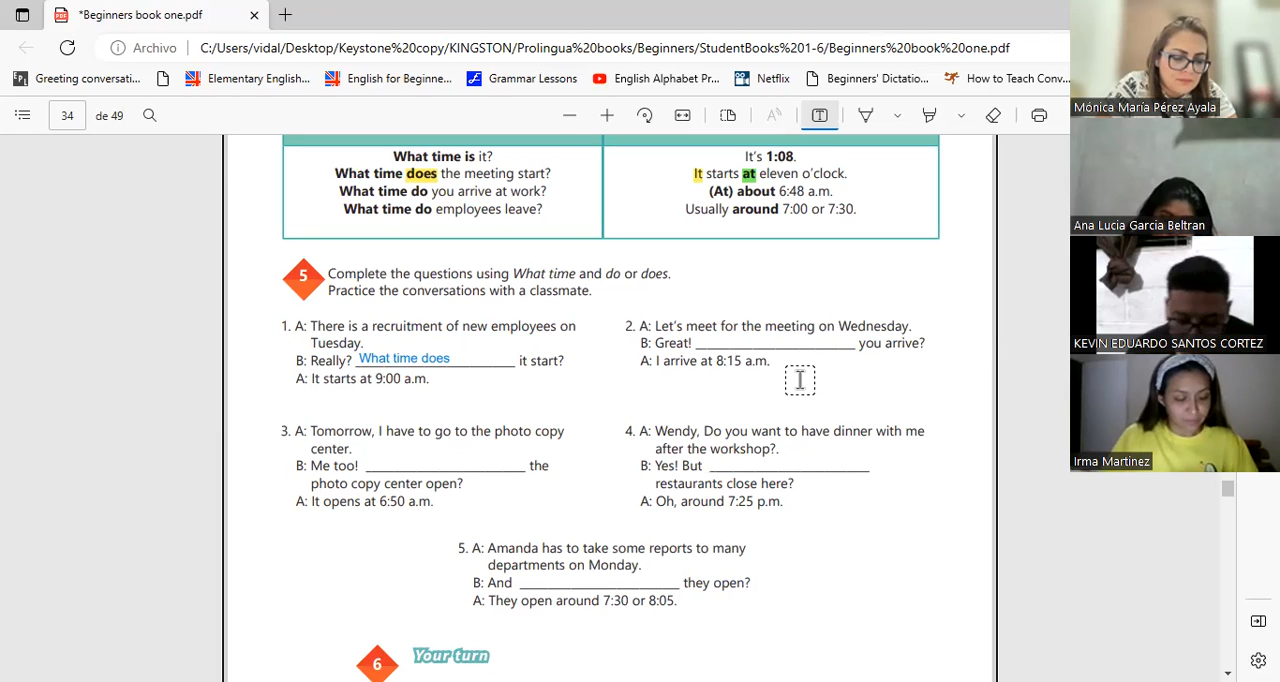 *Beginners book one.pdf
Archivo
C:/Users/vidal/Desktop/Keystone%20copy/KINGSTON/Prolingua%20books/Beginners/StudentBooks%201-6/Beginners%20book%20one.pdf
Greeting conversati...
Elementary English...
English for Beginne...
Grammar Lessons
English Alphabet Pr...
Netflix
Beginners' Dictatio...
How to Teach Conv...
34 de 49
What time is it?
What time does the meeting start?
What time do you arrive at work?
What time do employees leave?
It's 1:08.
It starts at eleven o'clock.
(At) about 6:48 a.m.
Usually around 7:00 or 7:30.
5
Complete the questions using What time and do or does.
Practice the conversations with a classmate.
1. A: There is a recruitment of new employees on
Tuesday.
B: Really? What time does it start?
A: It starts at 9:00 a.m.
2. A: Let's meet for the meeting on Wednesday.
B: Great! ______________________ you arrive?
A: I arrive at 8:15 a.m.
3. A: Tomorrow, I have to go to the photo copy
center.
B: Me too! ______________________ the
photo copy center open?
A: It opens at 6:50 a.m.
4. A: Wendy, Do you want to have dinner with me
after the workshop?.
B: Yes! But ______________________
restaurants close here?
A: Oh, around 7:25 p.m.
5. A: Amanda has to take some reports to many
departments on Monday.
B: And ______________________ they open?
A: They open around 7:30 or 8:05.
6
Your turn
Mónica María Pérez Ayala
Ana Lucia Garcia Beltran
KEVIN EDUARDO SANTOS CORTEZ
Irma Martinez